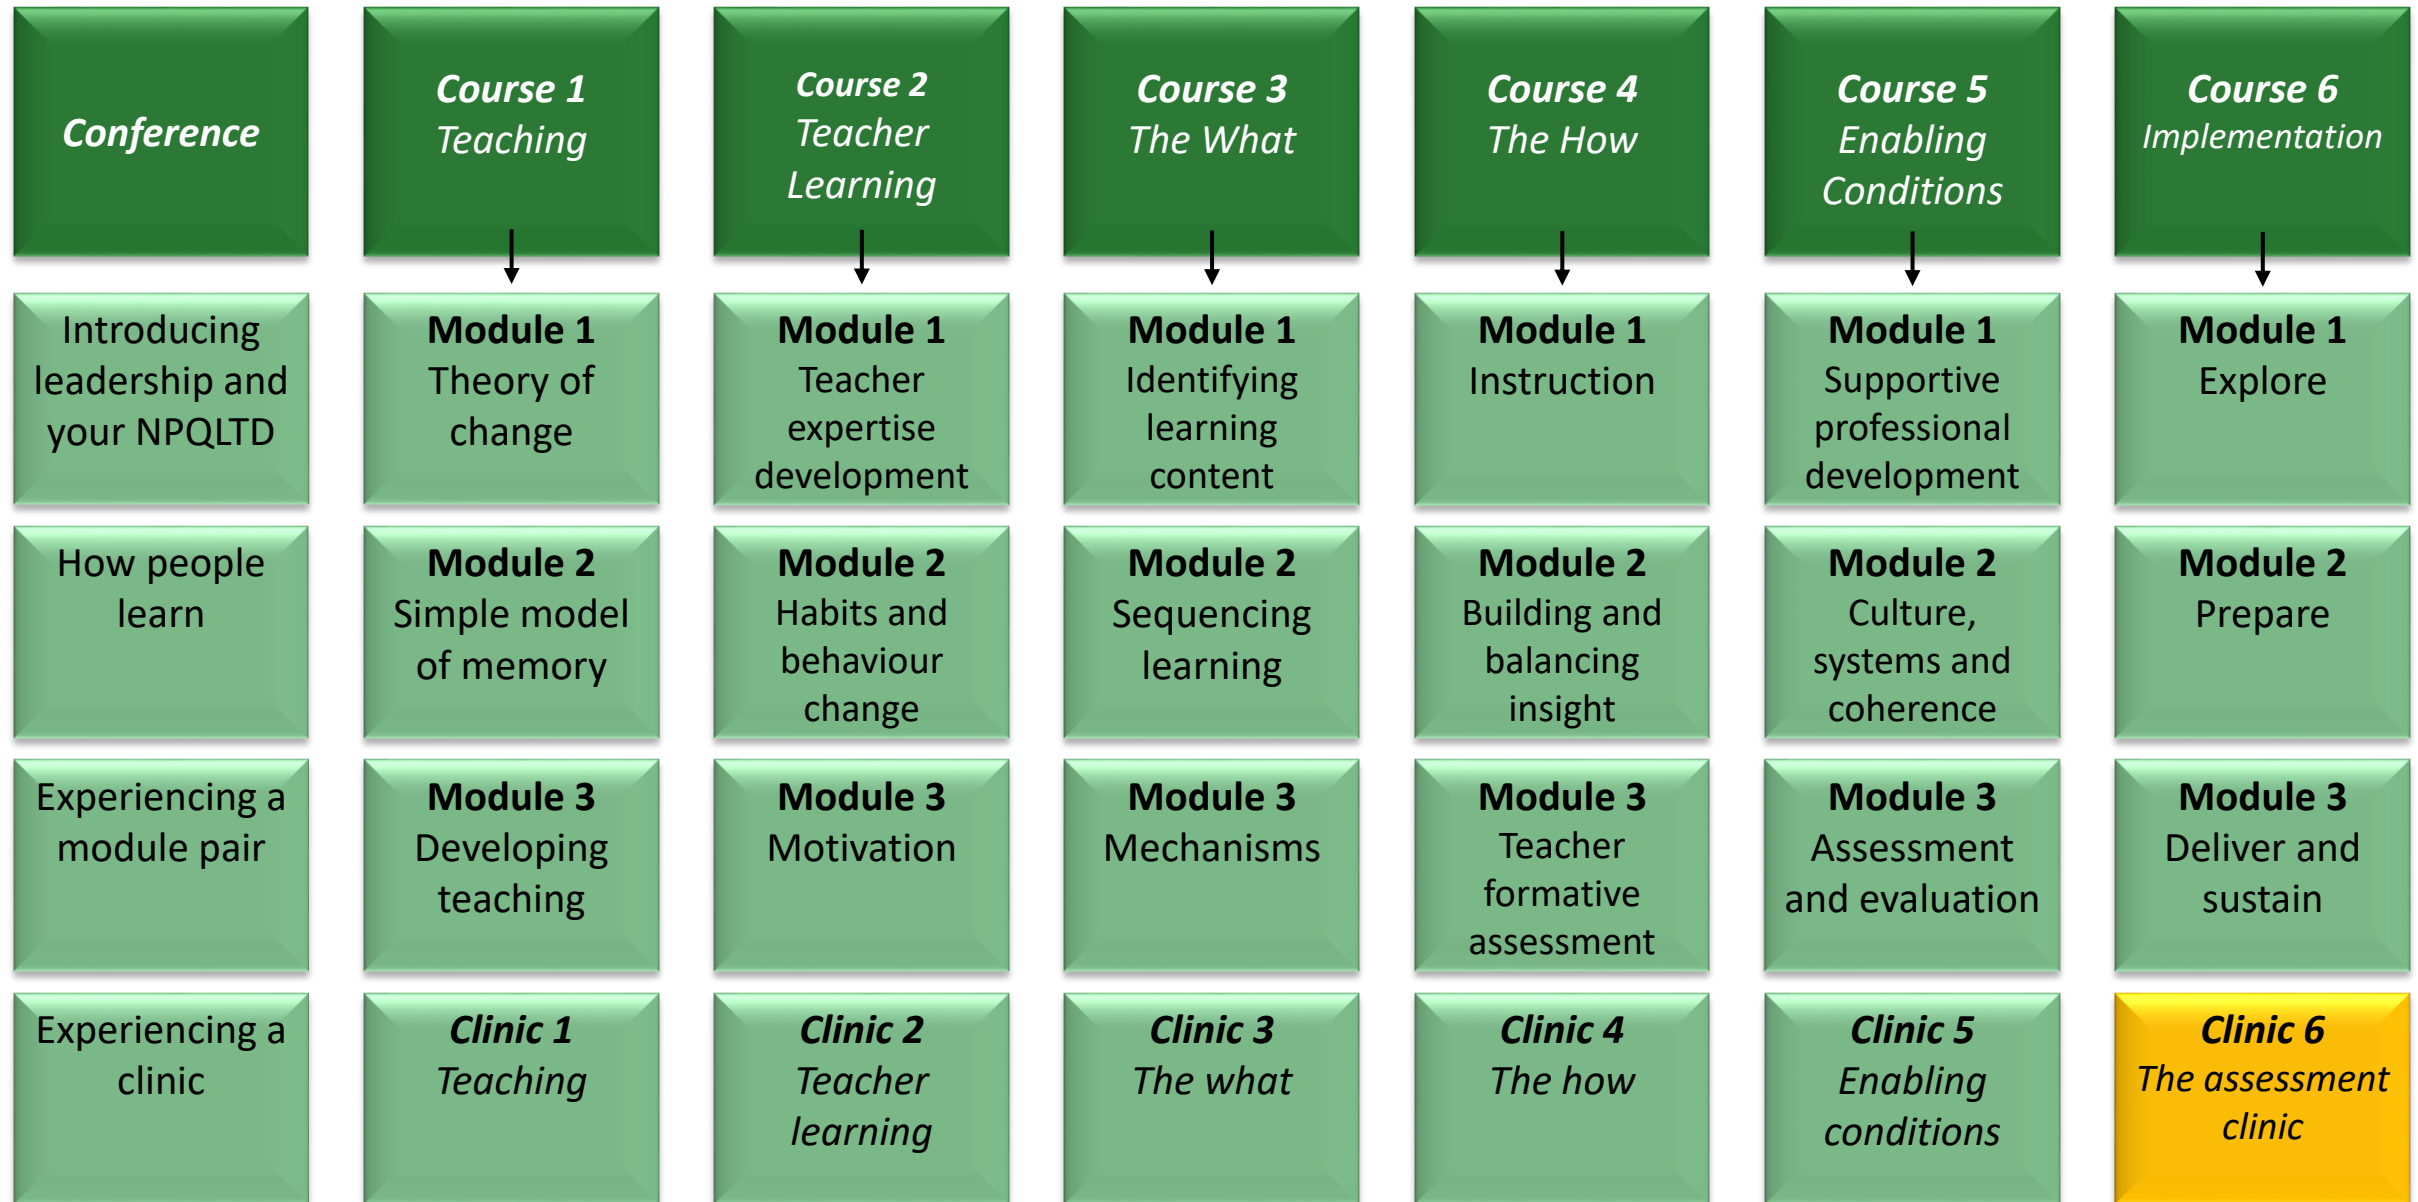 Conference
Introducing
leadership and
your NPQLTD
How people
learn
Experiencing a
module pair
Experiencing a
clinic
Course 1
Teaching
Module 1
Theory of
change
Module 2
Simple model
of memory
Module 3
Developing
teaching
Clinic 1
Teaching
Course 2
Teacher
Learning
Module 1
Teacher
expertise
development
Module 2
Habits and
behaviour
change
Module 3
Motivation
Clinic 2
Teacher
learning
Course 3
The What
Module 1
Identifying
learning
content
Module 2
Sequencing
learning
Module 3
Mechanisms
Clinic 3
The what
Course 4
The How
Module 1
Instruction
Module 2
Building and
balancing
insight
Module 3
Teacher
formative
assessment
Clinic 4
The how
Course 5
Enabling
Conditions
Module 1
Supportive
professional
development
Module 2
Culture,
systems and
coherence
Module 3
Assessment
and evaluation
Clinic 5
Enabling
conditions
Course 6
Implementation
Module 1
Explore
Module 2
Prepare
Module 3
Deliver and
sustain
Clinic 6
The assessment
clinic